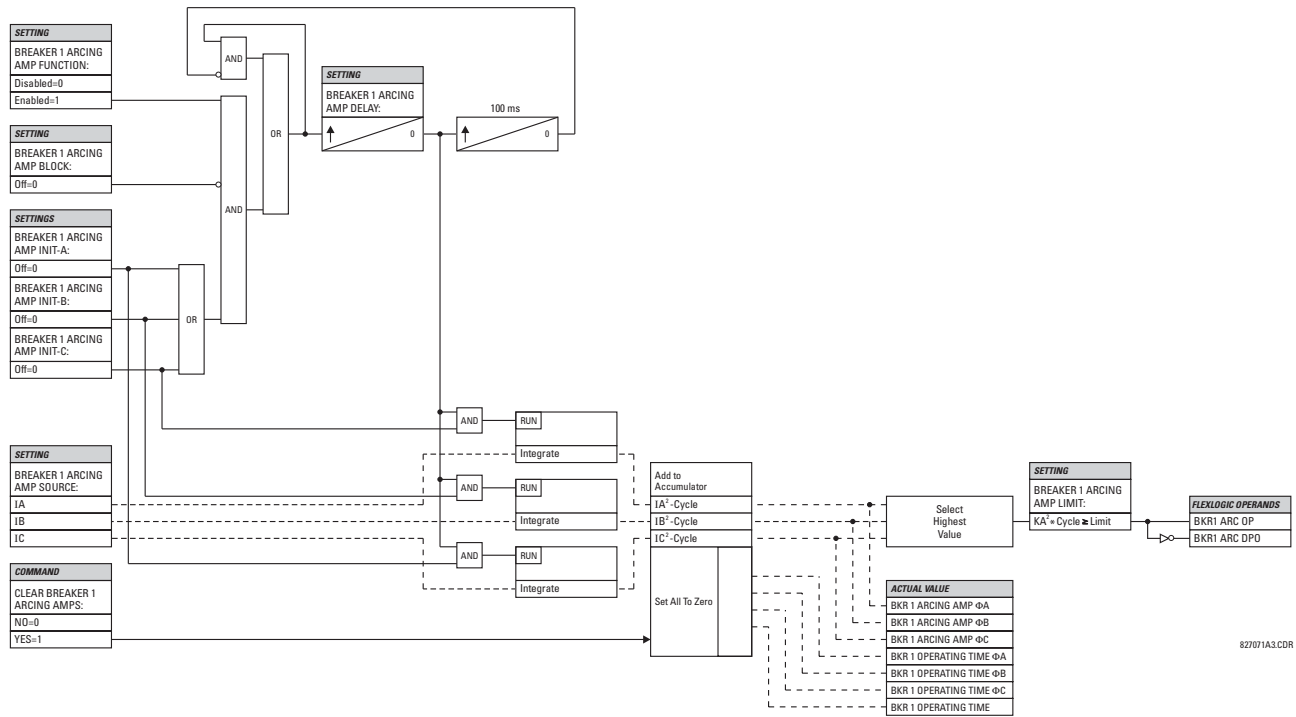 SETTING
BREAKER 1 ARCING
AMP FUNCTION:
Disabled=0
Enabled=1
SETTING
BREAKER 1 ARCING
AMP BLOCK:
Off=0
SETTINGS
BREAKER 1 ARCING
AMP INIT-A:
Off=0
BREAKER 1 ARCING
AMP INIT-B:
Off=0
BREAKER 1 ARCING
AMP INIT-C:
Off=0
SETTING
BREAKER 1 ARCING
AMP SOURCE:
IA
IB
IC
COMMAND
CLEAR BREAKER 1
ARCING AMPS:
NO=0
YES=1
OR
AND
AND
OR
SETTING
BREAKER 1 ARCING
AMP DELAY:
0
100 ms
0
AND
RUN
Integrate
AND
RUN
Integrate
AND
RUN
Integrate
Add to
Accumulator
IA²-Cycle
IB²-Cycle
IC²-Cycle
Set All To Zero
Select
Highest
Value
SETTING
BREAKER 1 ARCING
AMP LIMIT:
KA²*Cycle ≥ Limit
FLEXLOGIC OPERANDS
BKR1 ARC OP
BKR1 ARC DPO
ACTUAL VALUE
BKR 1 ARCING AMP ΦA
BKR 1 ARCING AMP ΦB
BKR 1 ARCING AMP ΦC
BKR 1 OPERATING TIME ΦA
BKR 1 OPERATING TIME ΦB
BKR 1 OPERATING TIME ΦC
BKR 1 OPERATING TIME
827071A3.CDR